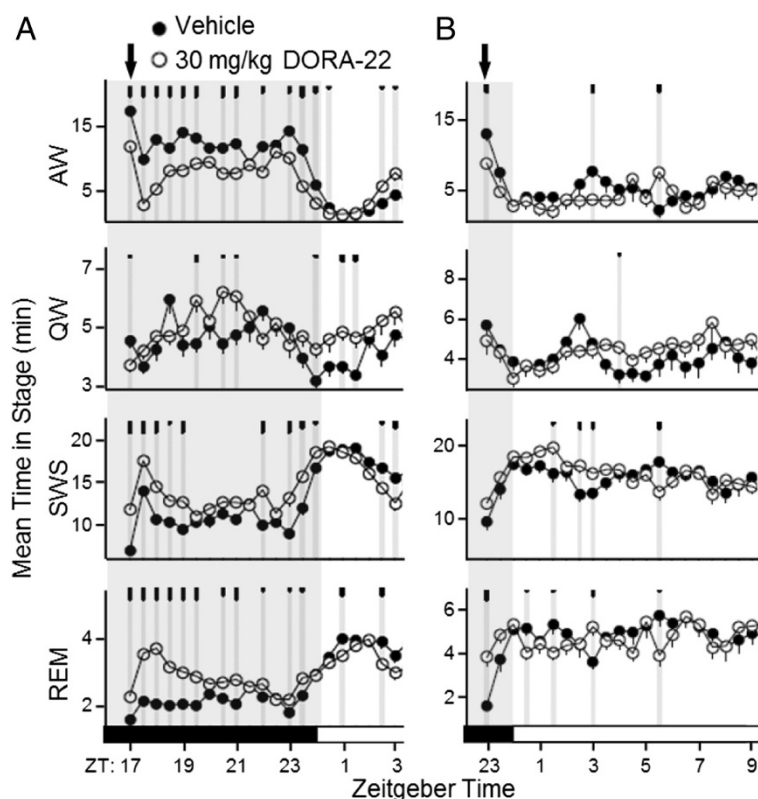 A
B
Vehicle
30 mg/kg DORA-22
Mean Time in Stage (min)
AW
15
5
15
5
QW
7
5
3
8
6
4
SWS
20
15
10
20
10
REM
4
2
6
4
2
ZT: 17 19 21 23 1 3
23 1 3 5 7 9
Zeitgeber Time